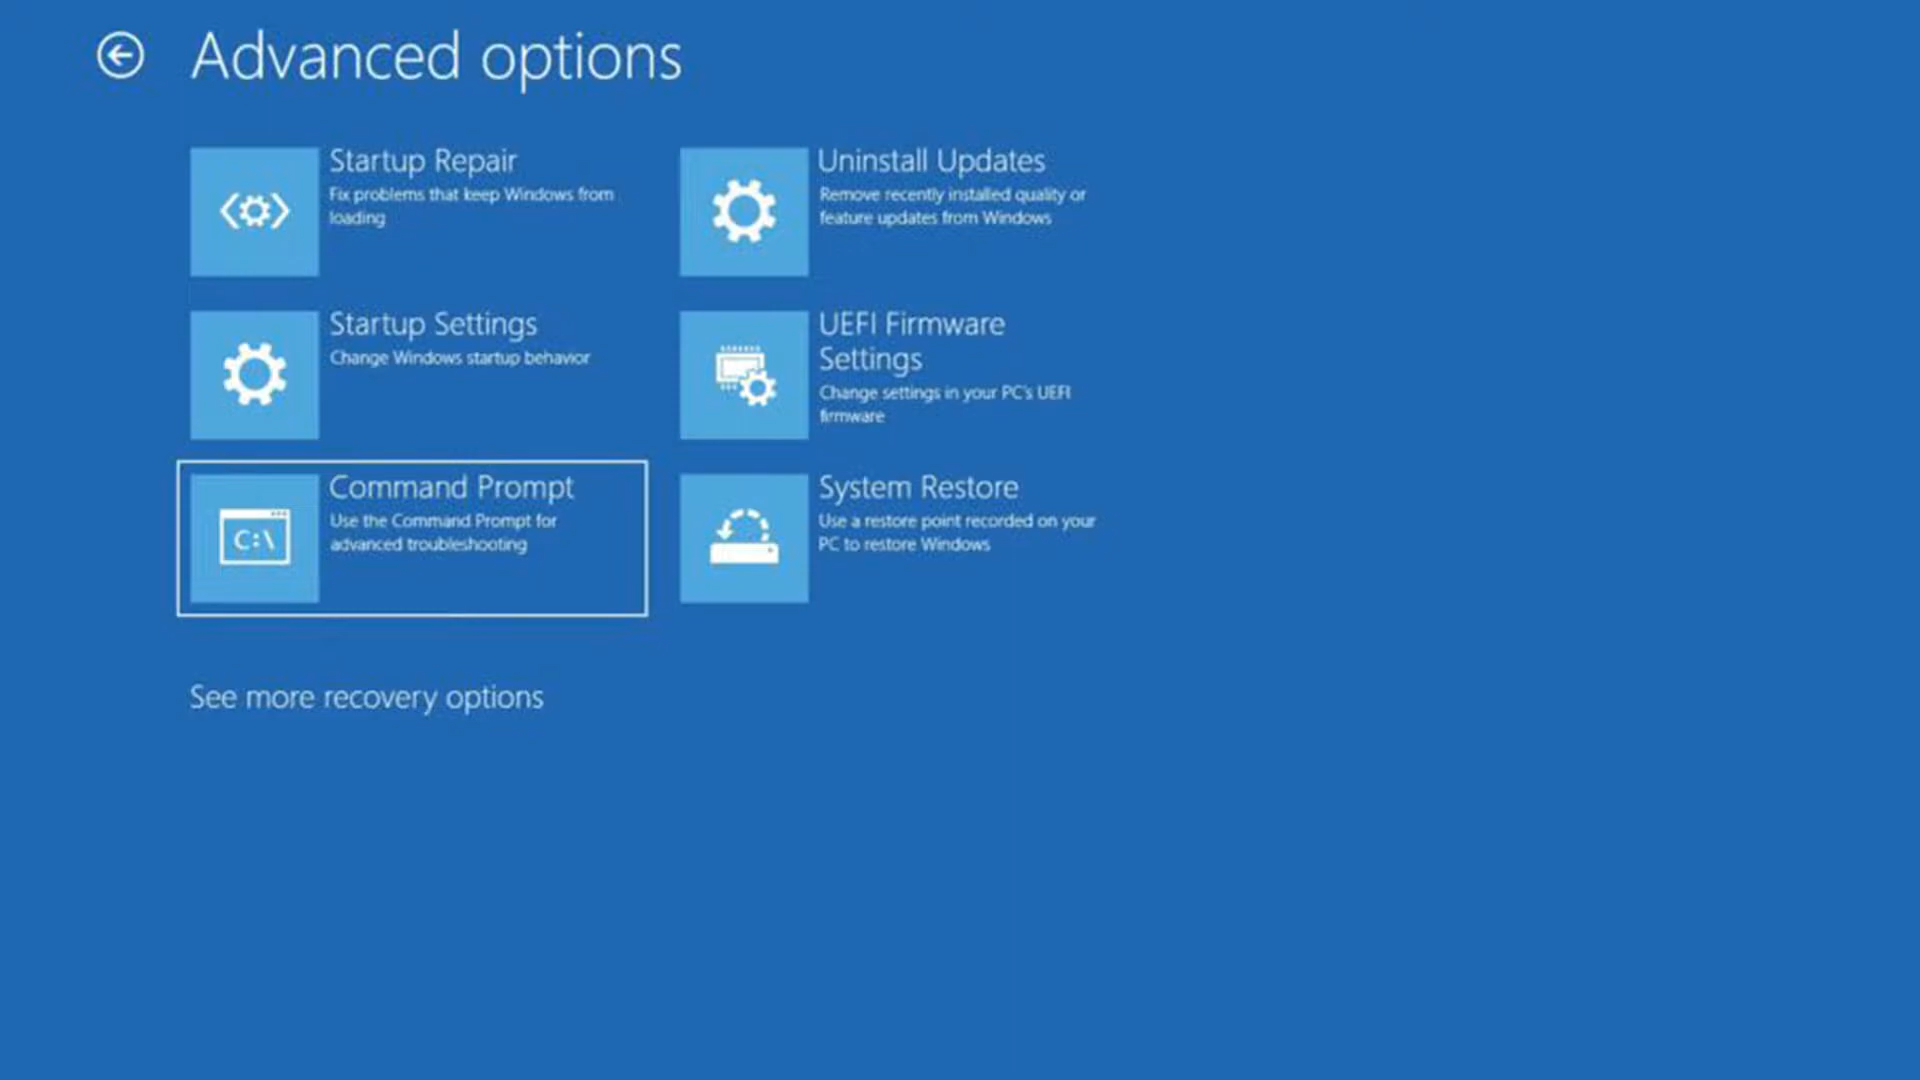 Advanced options
Startup Repair
Fix problems that keep Windows from
loading
Uninstall Updates
Remove recently installed quality or
feature updates from Windows
Startup Settings
Change Windows startup behavior
UEFI Firmware
Settings
Change settings in your PC's UEFI
firmware
Command Prompt
Use the Command Prompt for
advanced troubleshooting
C:\
System Restore
Use a restore point recorded on your
PC to restore Windows
See more recovery options